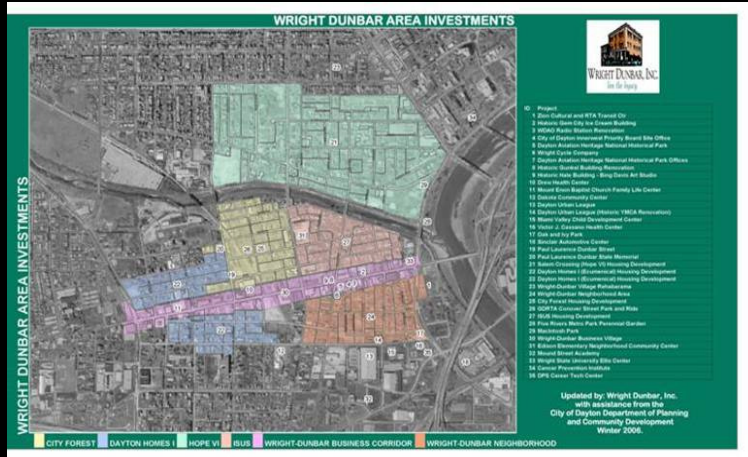 WRIGHT DUNBAR AREA INVESTMENTS
WRIGHT DUNBAR AREA INVESTMENTS
WRIGHT DUNBAR, INC.
live the legacy
ID Project
1 Zion Cultural and RTA Transit Ctr
2 Historic Gem City Ice Cream Building
3 WDAO Radio Station Renovation
4 City of Dayton Innerwest Priority Board Site Office
5 Dayton Aviation Heritage National Historical Park
6 Wright Cycle Company
7 Dayton Aviation Heritage National Historical Park Offices
8 Historic Gunkel Building Renovation
9 Historic Hale Building - Bing Davis Art Studio
10 Drew Health Center
11 Mount Enon Baptist Church Family Life Center
12 Dakota Community Center
13 Dayton Urban League
14 Dayton Urban League (Historic YMCA Renovation)
15 Miami Valley Child Development Center
16 Victor J. Cassano Health Center
17 Oak and Ivy Park
18 Sinclair Automotive Center
19 Paul Laurence Dunbar Street
20 Paul Laurence Dunbar State Memorial
21 Salem Crossing (Hope VI) Housing Development
22 Dayton Homes I (Ecumenical) Housing Development
22 Dayton Homes I (Ecumenical) Housing Development
23 Wright-Dunbar Village Rehabarama
24 Wright-Dunbar Neighborhood Area
25 City Forest Housing Development
26 GDRTA Conover Street Park and Ride
27 ISUS Housing Development
28 Five Rivers Metro Park Perennial Garden
29 Macintosh Park
30 Wright-Dunbar Business Village
31 Edison Elementary Neighborhood Community Center
32 Mound Street Academy
33 Wright State University Ellis Center
34 Cancer Prevention Institute
35 DPS Career Tech Center
Updated by: Wright Dunbar, Inc.
with assistance from the
City of Dayton Department of Planning
and Community Development
Winter 2006.
CITY FOREST DAYTON HOMES I HOPE VI ISUS WRIGHT-DUNBAR BUSINESS CORRIDOR WRIGHT-DUNBAR NEIGHBORHOOD